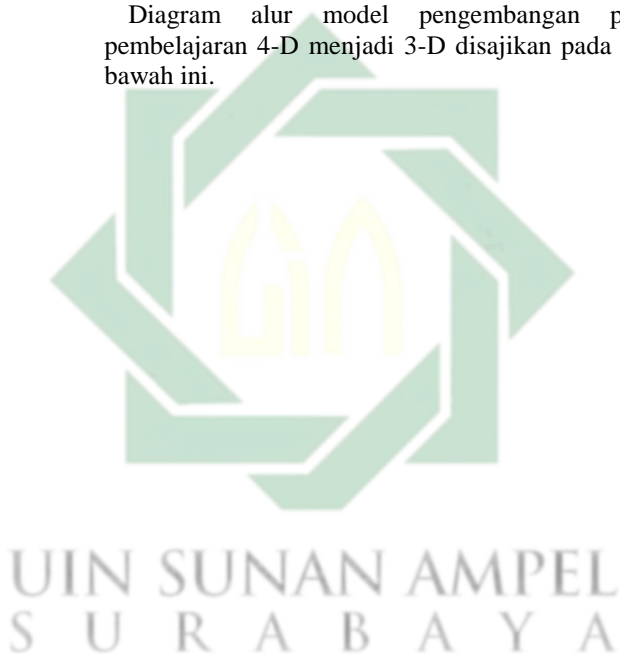 Diagram alur model pengembangan p
pembelajaran 4-D menjadi 3-D disajikan pada
bawah ini.
UIN SUNAN AMPEL
S U R A B A Y A